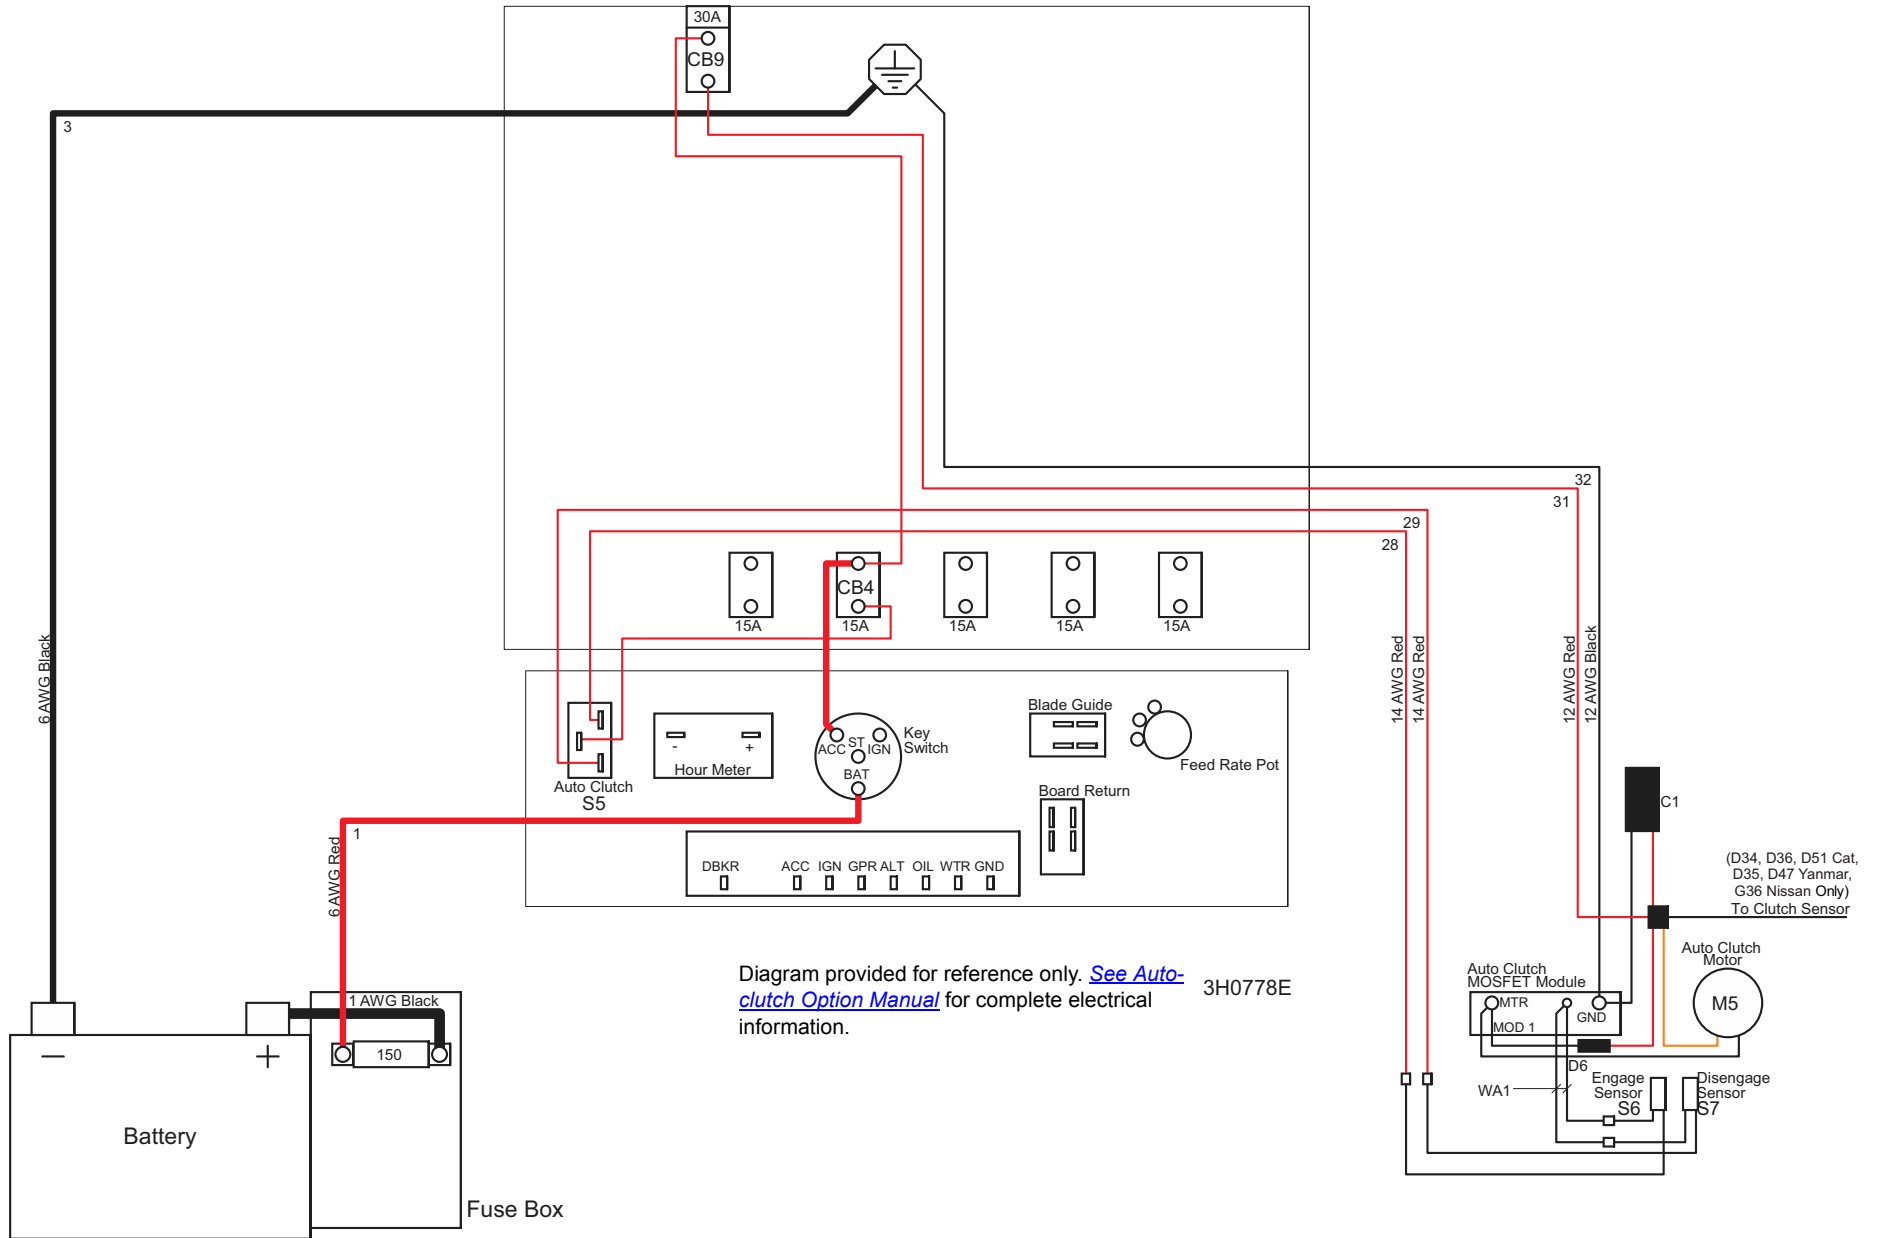 30A
CB9
3
32
31
29
28
CB4
15A
15A
15A
15A
15A
6 AWG Black
14 AWG Red
14 AWG Red
12 AWG Red
12 AWG Black
Auto Clutch
S5
-
+
Hour Meter
ACC
ST
IGN
BAT
Key
Switch
Blade Guide
Feed Rate Pot
Board Return
DBKR
ACC
IGN
GPR
ALT
OIL
WTR
GND
1
6 AWG Red
C1
(D34, D36, D51 Cat,
D35, D47 Yanmar,
G36 Nissan Only)
To Clutch Sensor
Auto Clutch
Motor
M5
Auto Clutch
MOSFET Module
MTR
GND
MOD 1
D6
WA1
Engage
Sensor
S6
Disengage
Sensor
S7
Diagram provided for reference only. See Auto-
clutch Option Manual for complete electrical
information.
3H0778E
1 AWG Black
150
–
+
Battery
Fuse Box